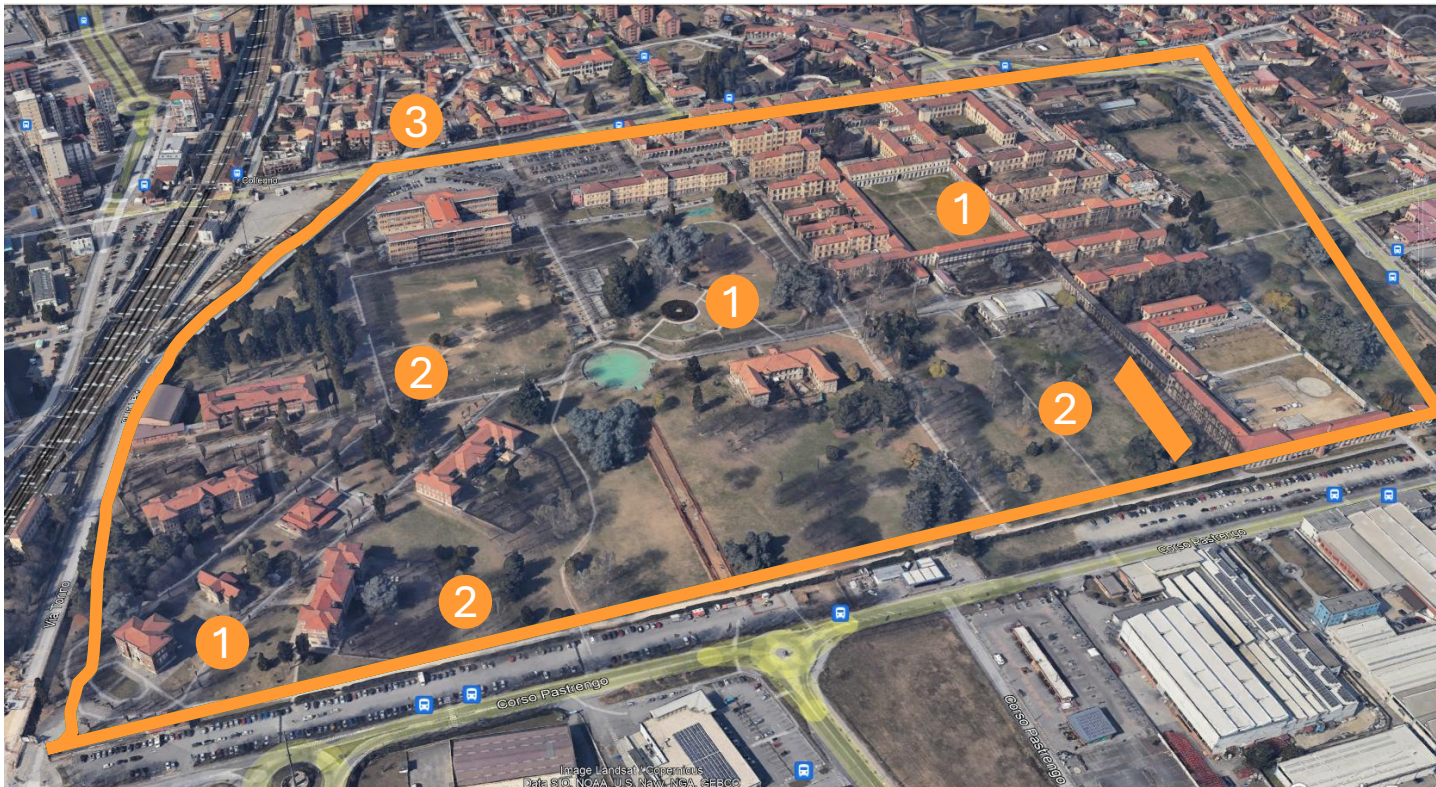 3
Collegno
1
1
2
2
Corso Pastrengo
2
Via Torino
1
Corso Pastrengo
Corso Pastrengo
Image Landsat / Copernicus
Data SIO, NOAA, U.S. Navy, NGA, GEBCO